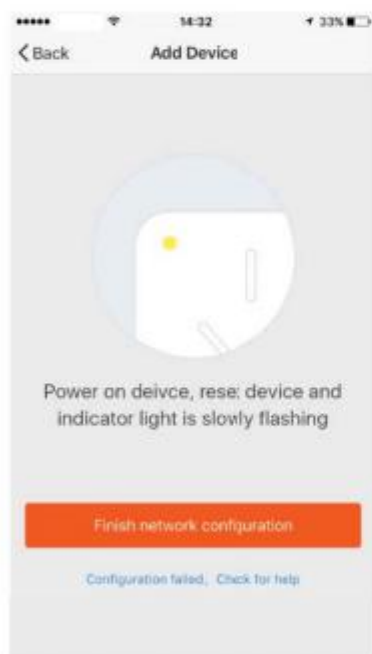 14:32
33%
Back
Add Device
Power on deivce, rese: device and
indicator light is slowly flashing
Finish network configuration
Configuration failed, Check for help